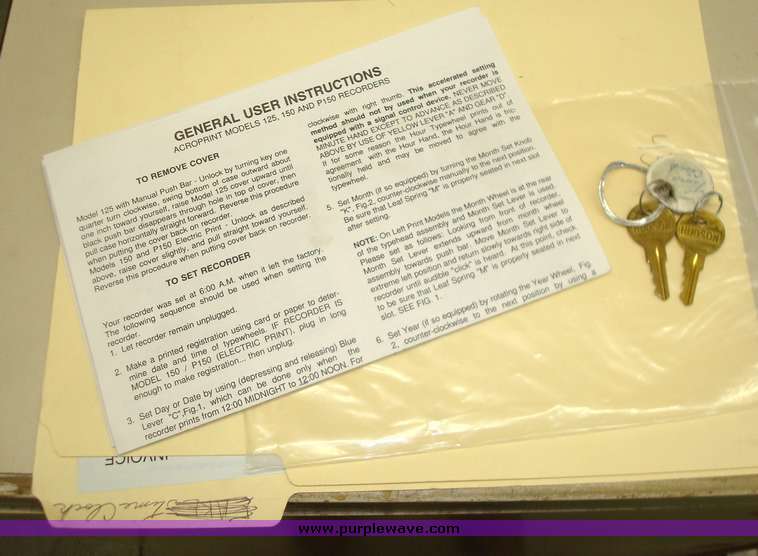 GENERAL USER INSTRUCTIONS
ACROPRINT MODELS 125, 150 AND P150 RECORDERS
TO REMOVE COVER
Model 125 with Manual Push Bar - Unlock by turning key one
quarter turn clockwise, swing bottom of case outward about
one inch toward yourself, raise Model 125 cover upward until
black push bar disappears through hole in top of cover, then
pull case horizontally straight forward. Reverse this procedure
when putting the cover back on recorder.
Models 150 and P150 Electric Print - Unlock as described
above, raise cover slightly, and pull straight toward yourself.
Reverse this procedure when putting cover back on recorder.
TO SET RECORDER
Your recorder was set at 6:00 A.M. when it left the factory.
The following sequence should be used when setting the
recorder.
1. Let recorder remain unplugged.
2. Make a printed registration using card or paper to deter-
mine date and time of typewheels. IF RECORDER IS
MODEL 150 / P150 (ELECTRIC PRINT), plug in long
enough to make registration... then unplug.
3. Set Day or Date by using (depressing and releasing) Blue
Lever "C",Fig.1, which can be done only when the
recorder prints from 12:00 MIDNIGHT to 12:00 NOON. For
clockwise with right thumb. This accelerated setting
method should not by used when your recorder is
equipped with a signal control device. NEVER MOVE
MINUTE HAND EXCEPT TO ADVANCE AS DESCRIBED
ABOVE BY USE OF YELLOW LEVER "A" AND GEAR "D".
If for some reason the Hour Typewheel prints out of
agreement with the Hour Hand, the Hour Hand is fric-
tionally held and may be moved to agree with the
typewheel.
5. Set Month (if so equipped) by turning the Month Set Knob
"K", Fig.2, counter-clockwise manually to the next position.
Be sure that Leaf Spring "M" is properly seated in next slot
after setting.
NOTE: On Left Print Models the Month Wheel is at the rear
of the typehead assembly and Month Set Lever is used.
Please set as follows: Looking from front of recorder,
Month Set Lever extends upward from month wheel
assembly towards push bar. Move Month Set Lever to
extreme left position and return slowly towards right side of
recorder until audible "click" is heard. At this point, check
to be sure that Leaf Spring "M" is properly seated in next
slot. SEE FIG. 1.
6. Set Year (if so equipped) by rotating the Year Wheel, Fig.
2, counter-clockwise to the next position by using a
HUDSON
INVOICE
Time Clock
www.purplewave.com